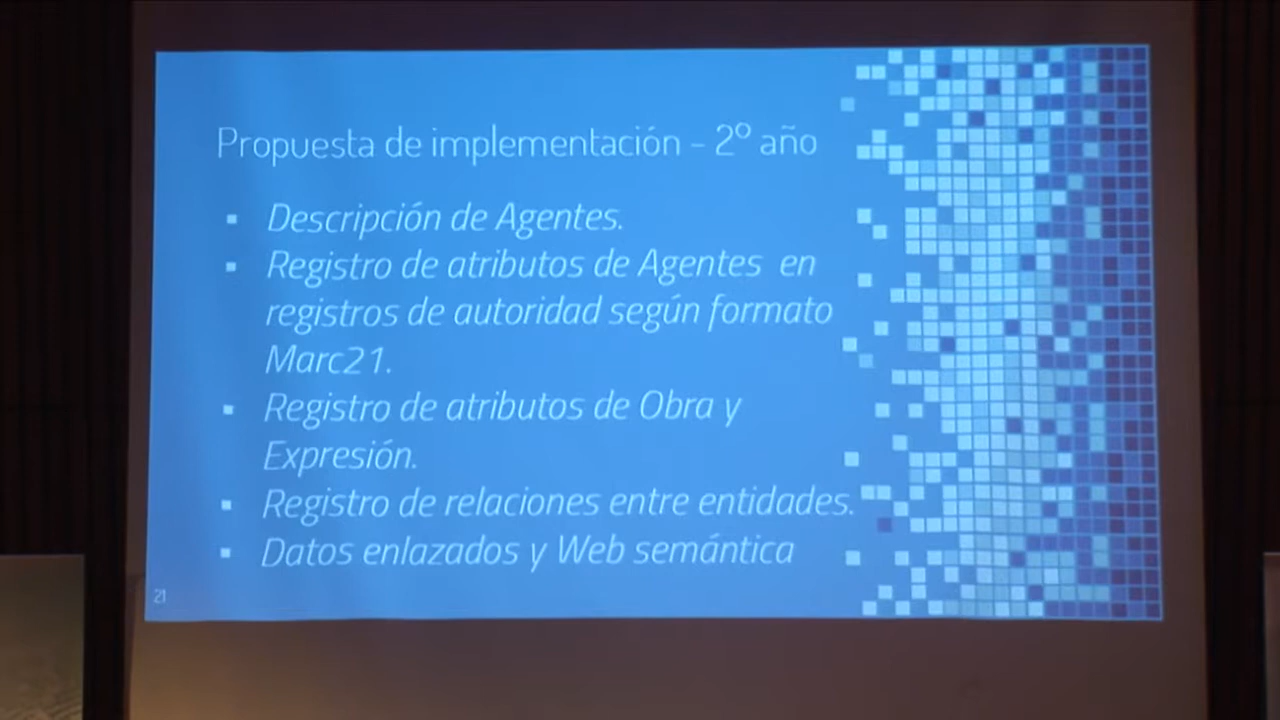 Propuesta de implementación - 2º año
▪ Descripción de Agentes.
▪ Registro de atributos de Agentes en
registros de autoridad según formato
Marc21.
▪ Registro de atributos de Obra y
Expresión.
▪ Registro de relaciones entre entidades.
▪ Datos enlazados y Web semántica
21